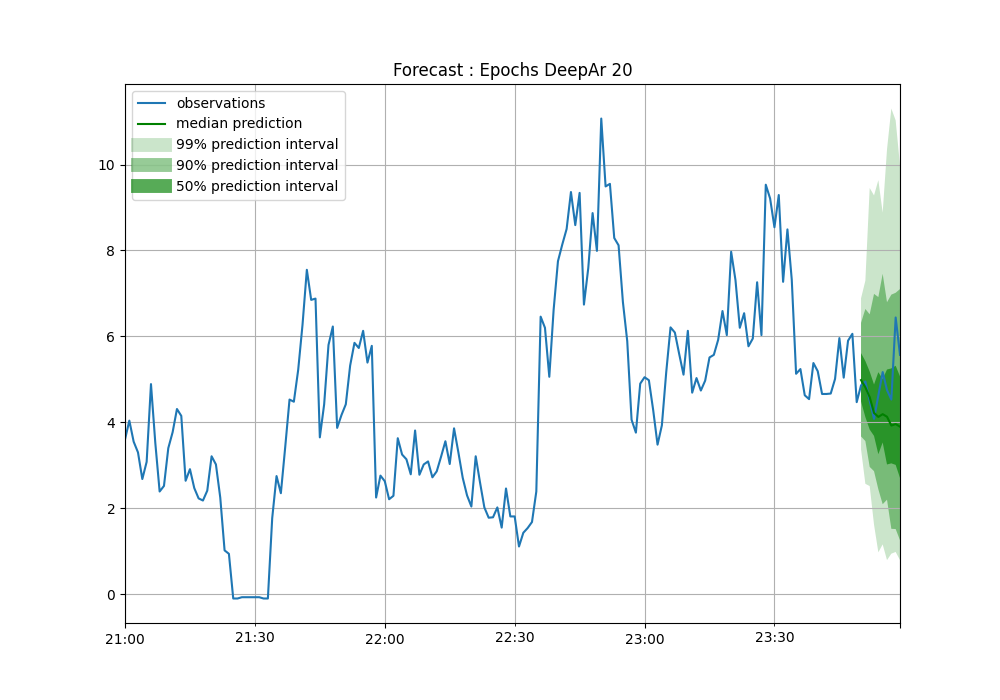 Forecast : Epochs DeepAr 20
observations
median prediction
99% prediction interval
90% prediction interval
50% prediction interval
10
8
6
4
2
0
21:00
21:30
22:00
22:30
23:00
23:30